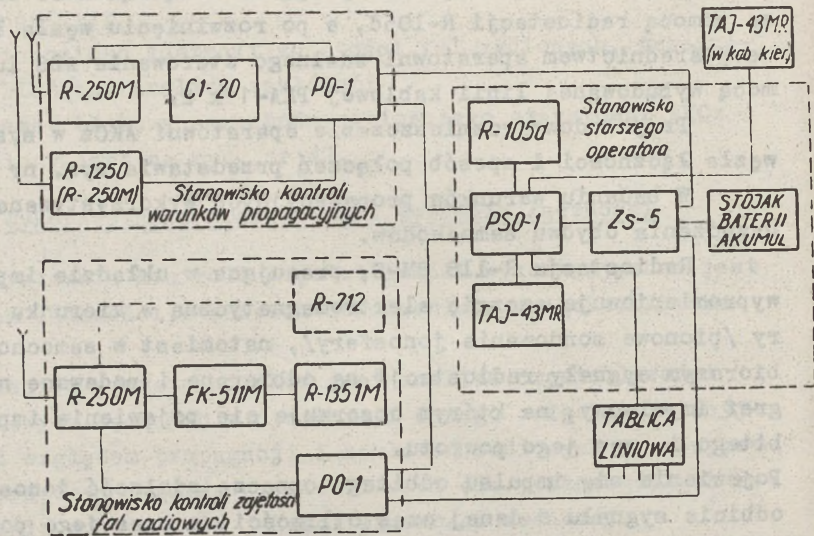 R-250M
C1-20
PO-1
R-1250
(R-250M)
Stanowisko kontroli
warunków propagacyjnych
R-712
R-250M
FK-511M
R-1351M
PO-1
Stanowisko kontroli zajętości
fal radiowych
TAJ-43MR
(w kab kier.)
R-105d
Stanowisko
starszego
operatora
PSO-1
ZS-5
STOJAK
BATERII
AKUMUL
TAJ-43MR
TABLICA
LINIOWA